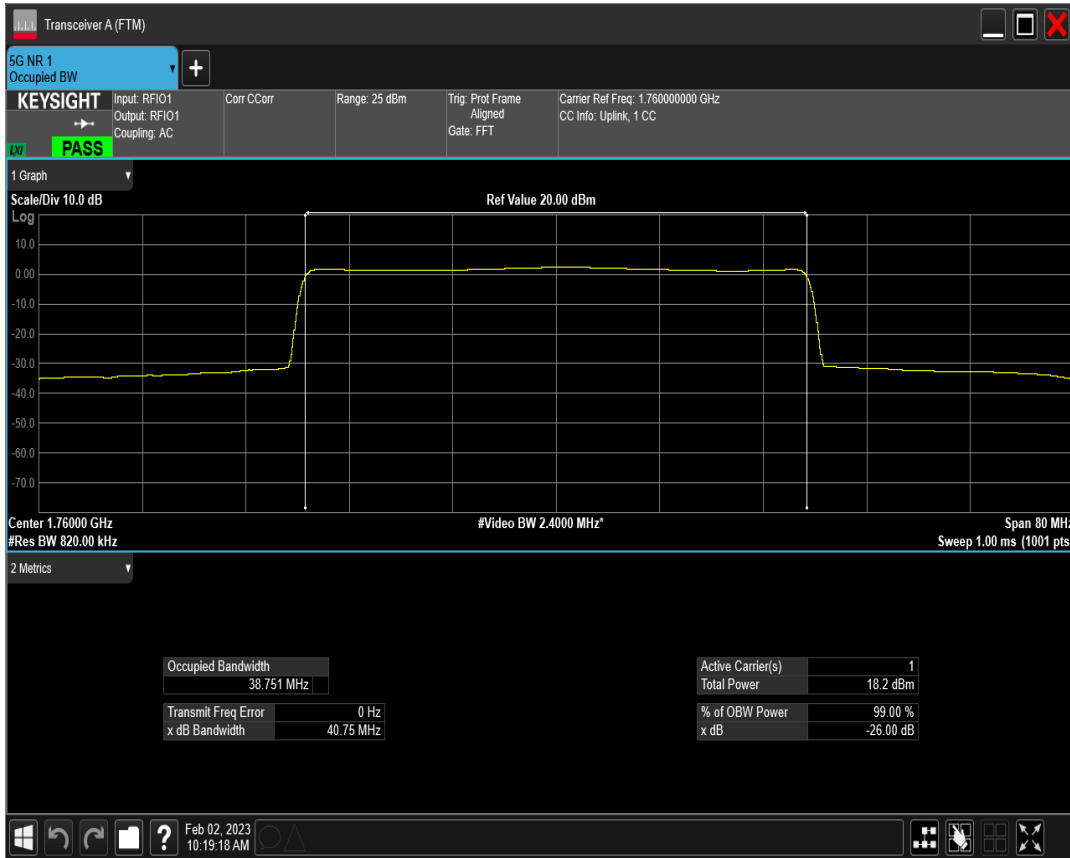 Transceiver A (FTM)
5G NR 1
Occupied BW
+
KEYSIGHT
LXI
PASS
Input: RFIO1
Output: RFIO1
Coupling: AC
Corr CCorr
Range: 25 dBm
Trig: Prot Frame
Aligned
Gate: FFT
Carrier Ref Freq: 1.760000000 GHz
CC Info: Uplink, 1 CC
1 Graph
Scale/Div 10.0 dB
Ref Value 20.00 dBm
Log
10.0
0.00
-10.0
-20.0
-30.0
-40.0
-50.0
-60.0
-70.0
Center 1.76000 GHz
#Video BW 2.4000 MHz*
Span 80 MHz
#Res BW 820.00 kHz
Sweep 1.00 ms (1001 pts
2 Metrics
Occupied Bandwidth
38.751 MHz
Transmit Freq Error 0 Hz
x dB Bandwidth 40.75 MHz
Active Carrier(s) 1
Total Power 18.2 dBm
% of OBW Power 99.00 %
x dB -26.00 dB
?
Feb 02, 2023
10:19:18 AM